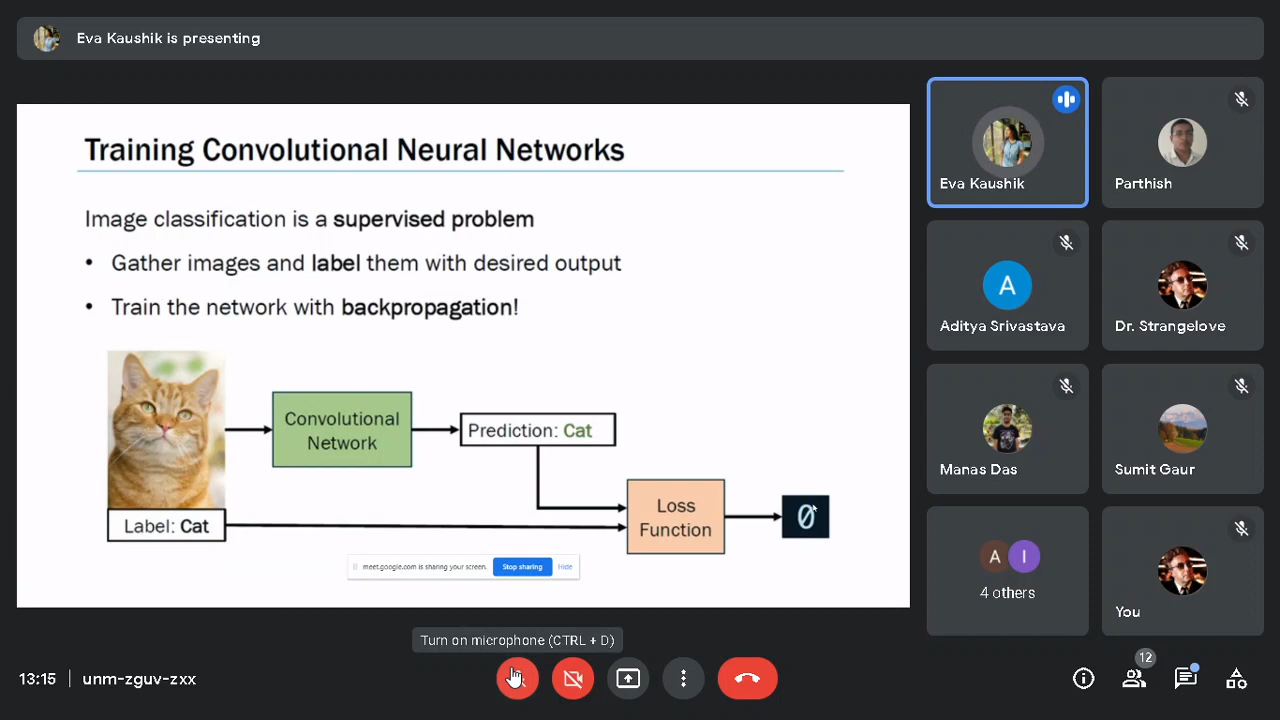 Eva Kaushik is presenting
Training Convolutional Neural Networks
Image classification is a supervised problem
• Gather images and label them with desired output
• Train the network with backpropagation!
Convolutional
Network
Prediction: Cat
Label: Cat
Loss
Function
0
meet.google.com is sharing your screen.
Stop sharing
Hide
Eva Kaushik
Parthish
A
Aditya Srivastava
Dr. Strangelove
Manas Das
Sumit Gaur
A I
4 others
You
Turn on microphone (CTRL + D)
13:15 | unm-zguv-zxx
12